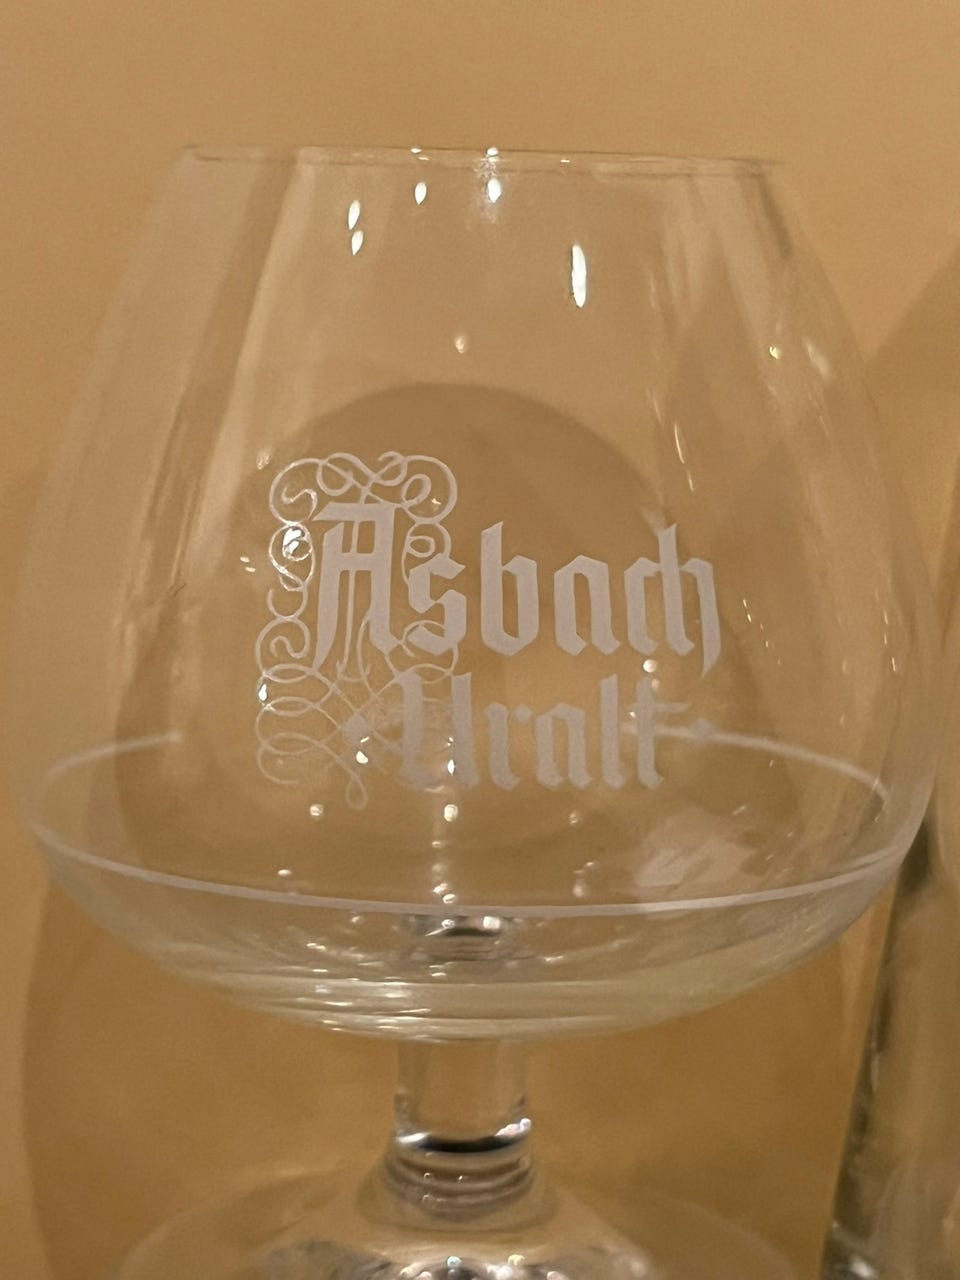 Asbach
• Uralt •